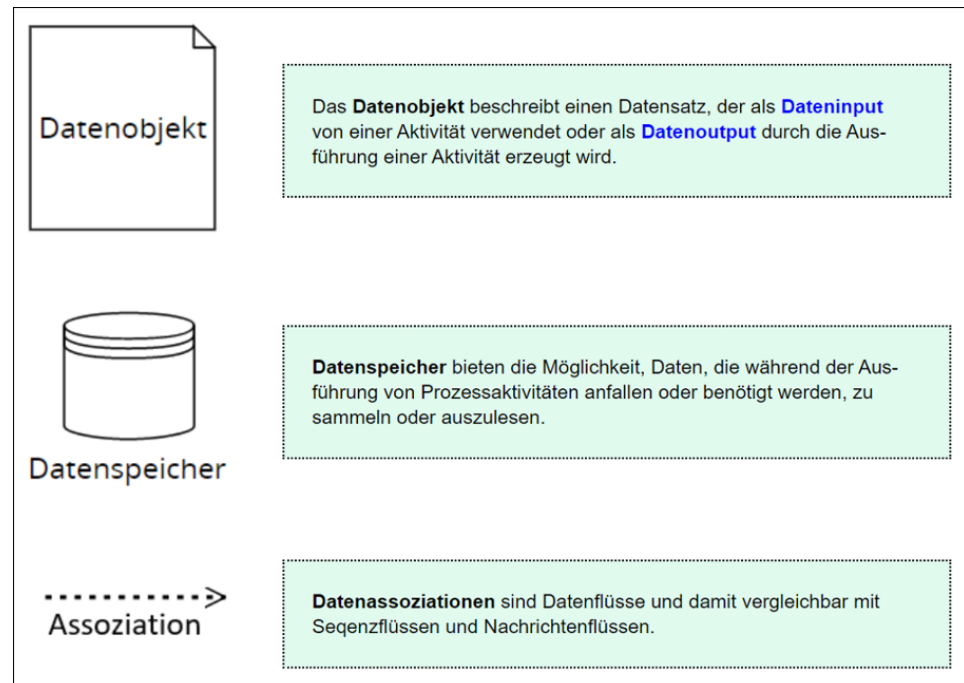 Datenobjekt
Das Datenobjekt beschreibt einen Datensatz, der als Dateninput
von einer Aktivität verwendet oder als Datenoutput durch die Aus-
führung einer Aktivität erzeugt wird.
Datenspeicher
Datenspeicher bieten die Möglichkeit, Daten, die während der Aus-
führung von Prozessaktivitäten anfallen oder benötigt werden, zu
sammeln oder auszulesen.
Assoziation
Datenassoziationen sind Datenflüsse und damit vergleichbar mit
Seqenzflüssen und Nachrichtenflüssen.